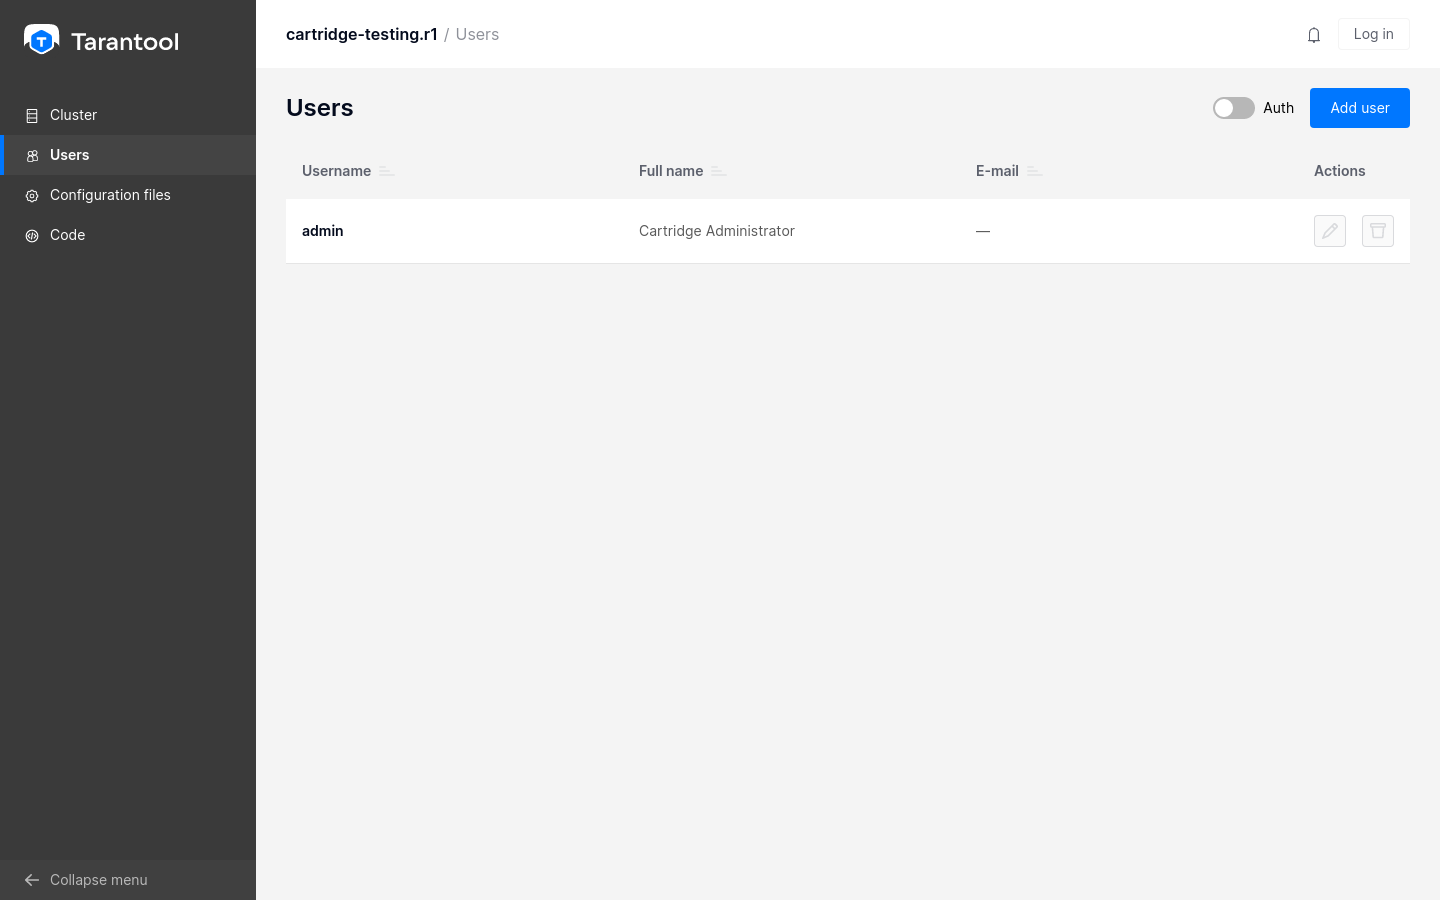 Tarantool
Cluster
Users
Configuration files
Code
Collapse menu
cartridge-testing.r1 / Users
Log in
Users
Auth
Add user
Username Full name E-mail Actions
admin Cartridge Administrator —